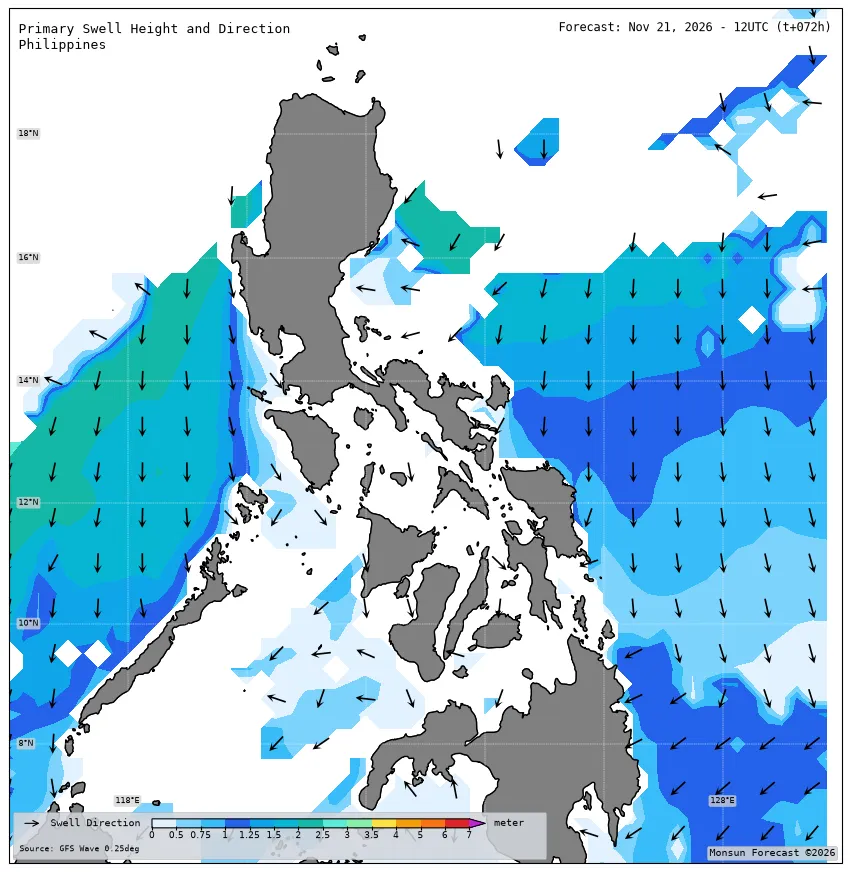 Primary Swell Height and Direction
Philippines
Forecast: Nov 21, 2026 - 12UTC (t+072h)
18°N
16°N
14°N
12°N
10°N
8°N
118°E
128°E
Swell Direction
0 0.5 0.75 1 1.25 1.5 2 2.5 3 3.5 4 5 6 7
meter
Source: GFS Wave 0.25deg
Monsun Forecast ©2026